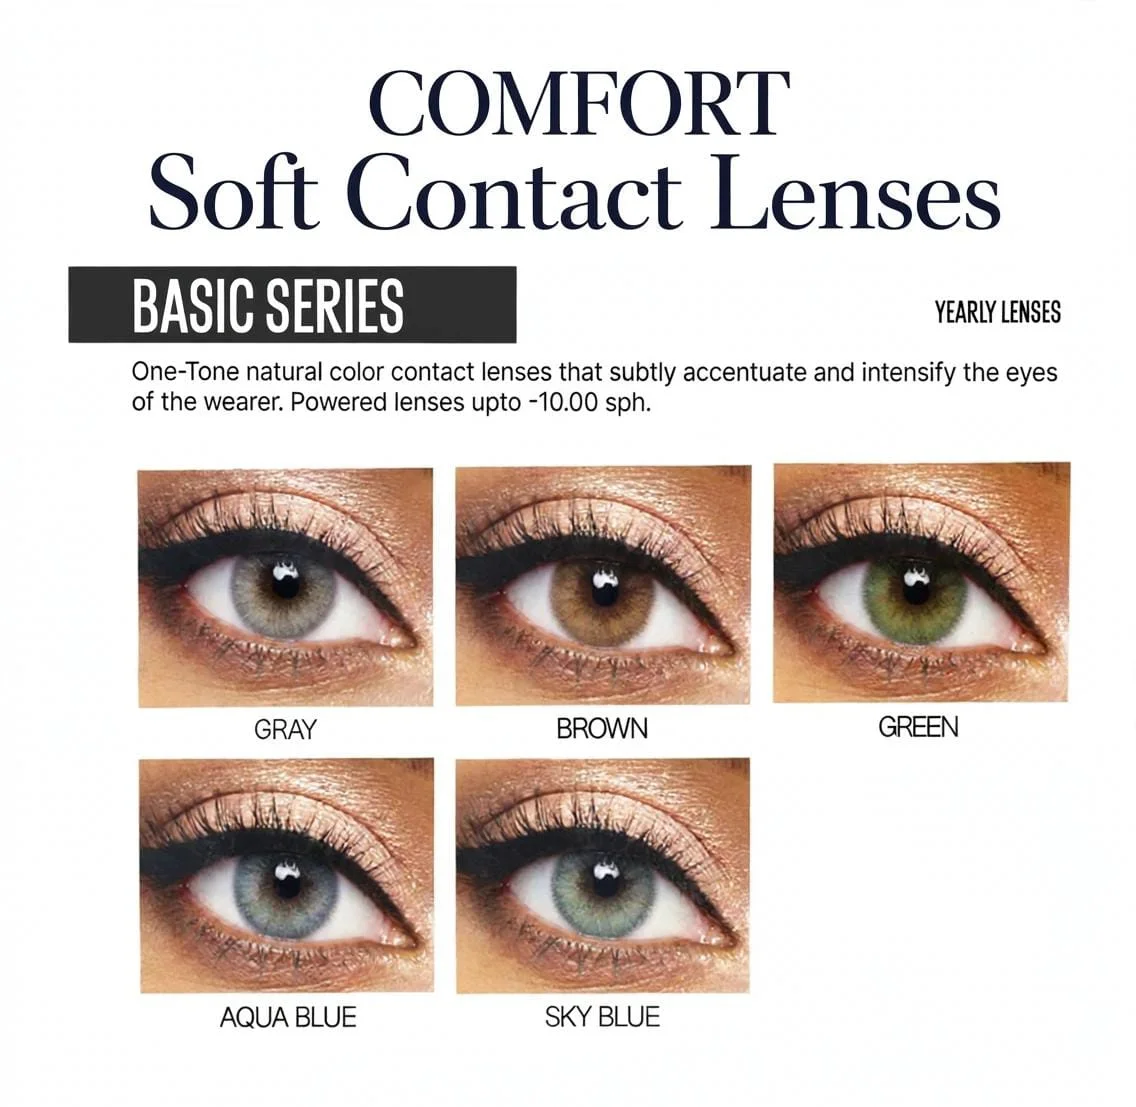 COMFORT
Soft Contact Lenses
BASIC SERIES
YEARLY LENSES
One-Tone natural color contact lenses that subtly accentuate and intensify the eyes
of the wearer. Powered lenses upto -10.00 sph.
GRAY
BROWN
GREEN
AQUA BLUE
SKY BLUE